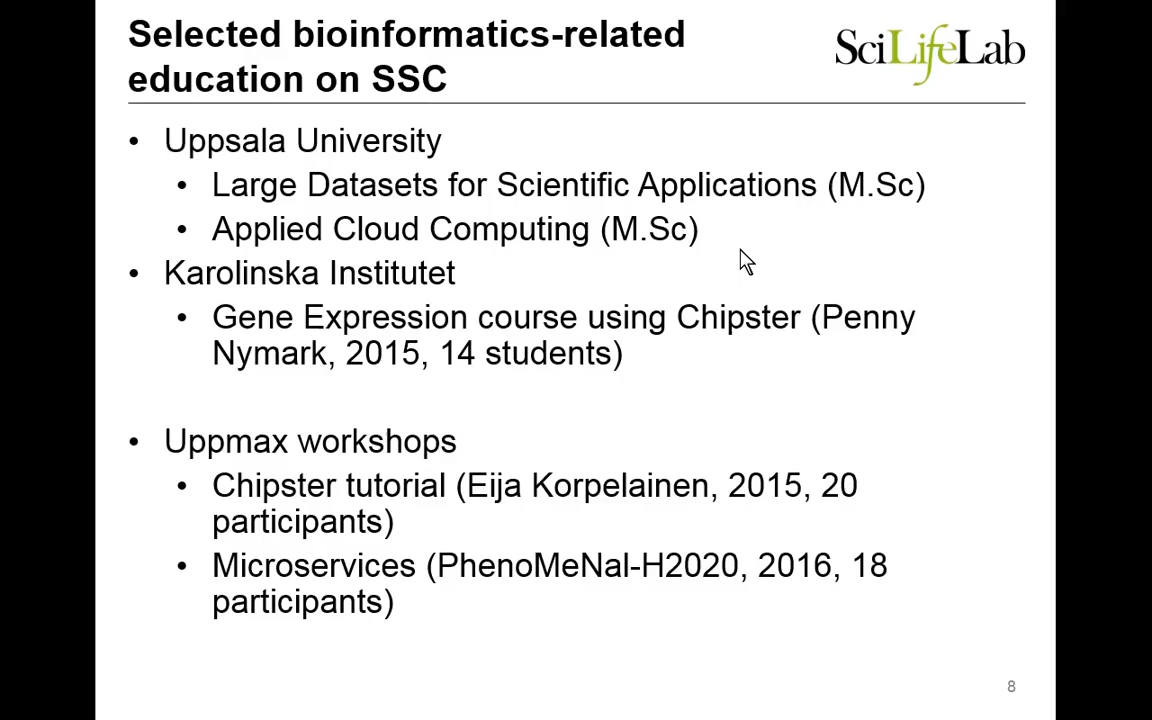 Selected bioinformatics-related
education on SSC
SciLifeLab
• Uppsala University
• Large Datasets for Scientific Applications (M.Sc)
• Applied Cloud Computing (M.Sc)
• Karolinska Institutet
• Gene Expression course using Chipster (Penny
Nymark, 2015, 14 students)
• Uppmax workshops
• Chipster tutorial (Eija Korpelainen, 2015, 20
participants)
• Microservices (PhenoMeNal-H2020, 2016, 18
participants)
8